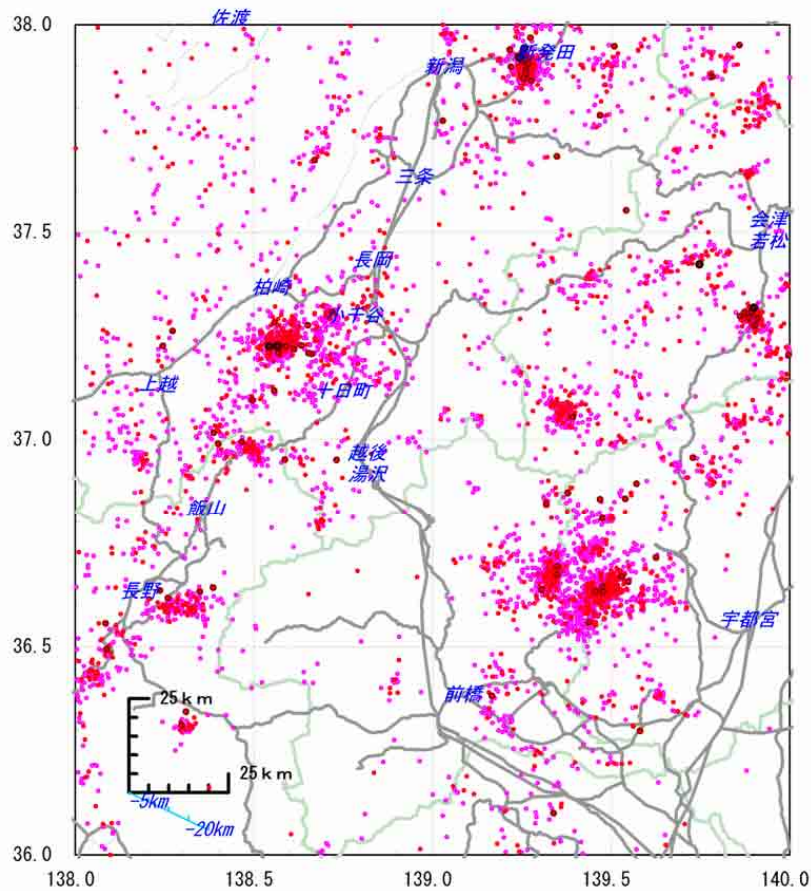 38.0
佐渡
新潟
新発田
三条
37.5
会津
若松
長岡
柏崎
小千谷
上越
十日町
37.0
越後
湯沢
飯山
長野
宇都宮
36.5
前橋
25km
25km
-5km
-20km
36.0
138.0
138.5
139.0
139.5
140.0